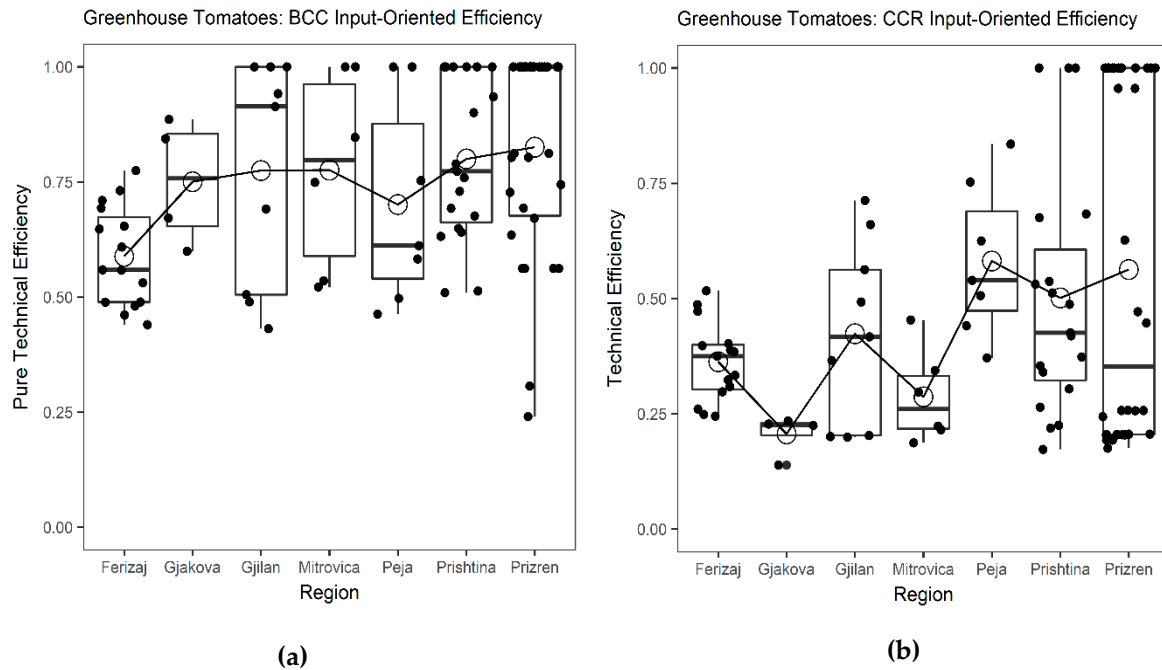 Greenhouse Tomatoes: BCC Input-Oriented Efficiency
Pure Technical Efficiency
1.00
0.75
0.50
0.25
0.00
Ferizaj Gjakova Gjilan Mitrovica Peja Prishtina Prizren
Region
(a)
Greenhouse Tomatoes: CCR Input-Oriented Efficiency
Technical Efficiency
1.00
0.75
0.50
0.25
0.00
Ferizaj Gjakova Gjilan Mitrovica Peja Prishtina Prizren
Region
(b)